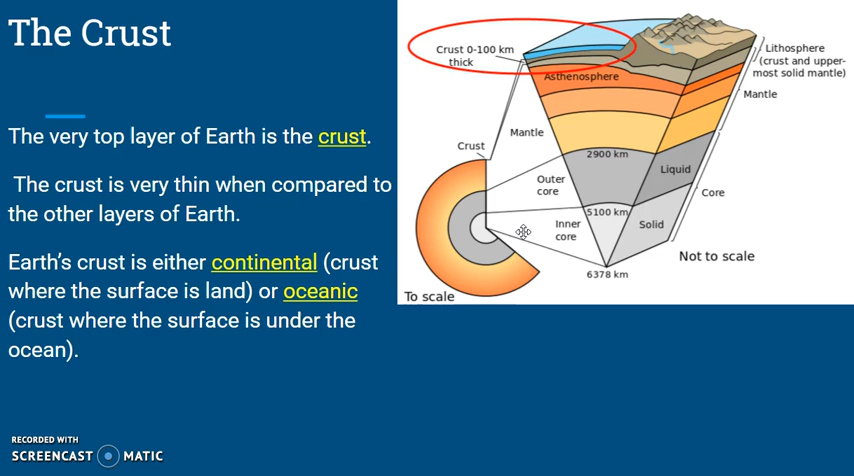 The Crust
The very top layer of Earth is the crust.
The crust is very thin when compared to
the other layers of Earth.
Earth's crust is either continental (crust
where the surface is land) or oceanic
(crust where the surface is under the
ocean).
RECORDED WITH
SCREENCAST MATIC
Crust 0-100 km
thick
Asthenosphere
Lithosphere
(crust and upper-
most solid mantle)
Mantle
Mantle
Crust
2900 km
Liquid
Outer
core
Core
5100 km
Inner
core
Solid
6378 km
Not to scale
To scale